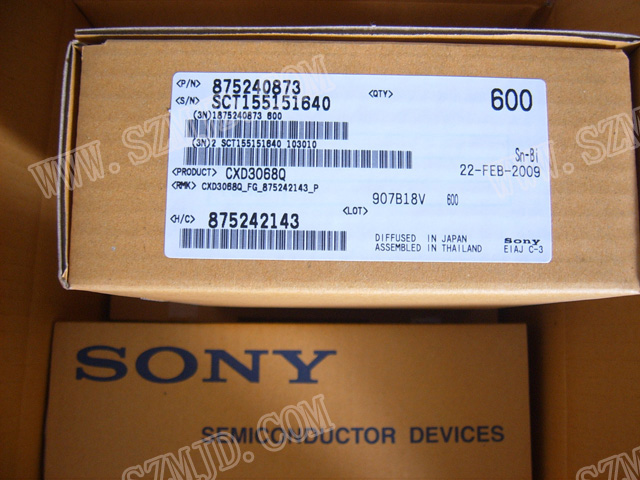 <P/N> 875240873
<S/N> SCT155151640
<QTY> 600
(3N)1875240873 600
(3N)2 SCT155151640 103010
Sn-Bi
<PRODUCT> CXD3068Q
22-FEB-2009
<RMK> CXD3068Q_FG_875242143_P
<LOT> 907B18V 600
<H/C> 875242143
DIFFUSED IN JAPAN
ASSEMBLED IN THAILAND
SONY
EIAJ C-3
SONY
SEMICONDUCTOR DEVICES
WWW.SZMJD.COM
SZMJD.COM